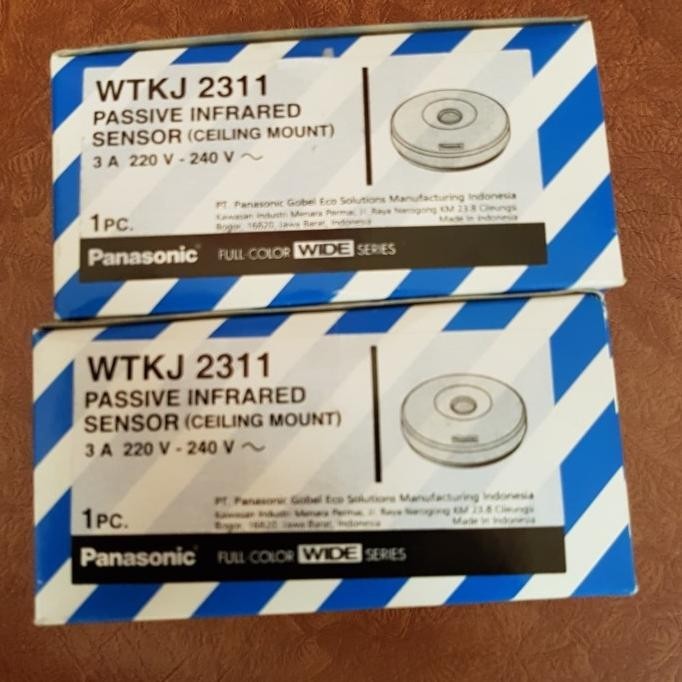 WTKJ 2311
PASSIVE INFRARED
SENSOR (CEILING MOUNT)
3 A 220 V - 240 V ～
PT. Panasonic Gobel Eco Solutions Manufacturing Indonesia
Kawasan Industri Menara Permai, Jl. Raya Narogong KM 23.8 Cileungsi
Bogor, 16820, Jawa Barat, Indonesia
Made in Indonesia
1 PC.
Panasonic FULL-COLOR WIDE SERIES
WTKJ 2311
PASSIVE INFRARED
SENSOR (CEILING MOUNT)
3 A 220 V - 240 V ～
PT. Panasonic Gobel Eco Solutions Manufacturing Indonesia
Kawasan Industri Menara Permai, Jl. Raya Narogong KM 23.8 Cileungsi
Bogor, 16820, Jawa Barat, Indonesia
Made in Indonesia
1 PC.
Panasonic FULL-COLOR WIDE SERIES